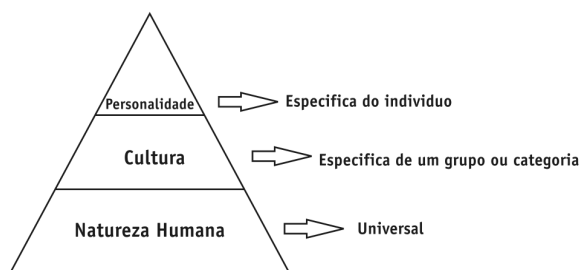 Personalidade
Especifica do individuo
Cultura
Especifica de um grupo ou categoria
Natureza Humana
Universal